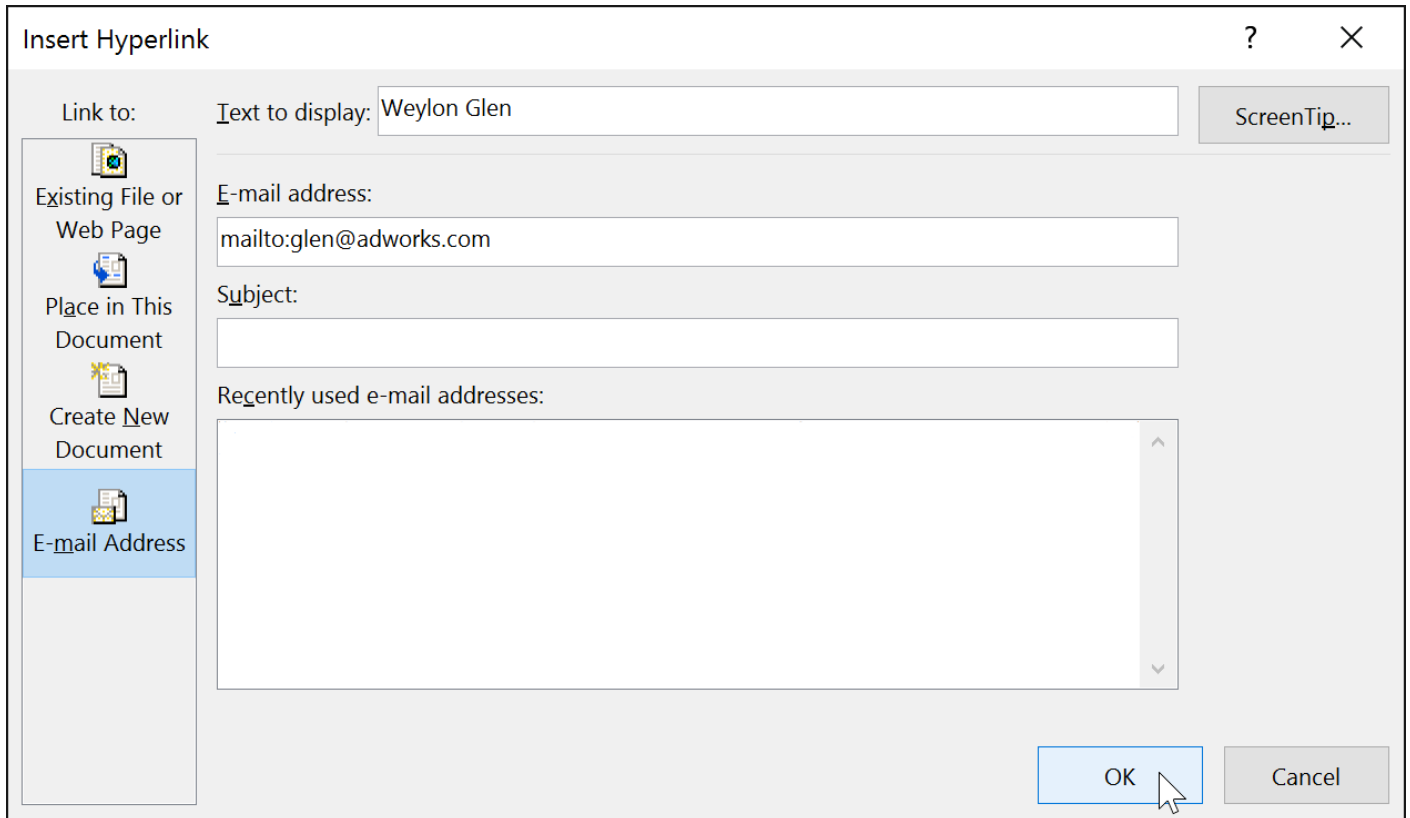 Insert Hyperlink
?
Link to:
Text to display:
Weylon Glen
ScreenTip...
Existing File or
Web Page
Place in This
Document
Create New
Document
E-mail Address
E-mail address:
mailto:glen@adworks.com
Subject:
Recently used e-mail addresses:
OK
Cancel